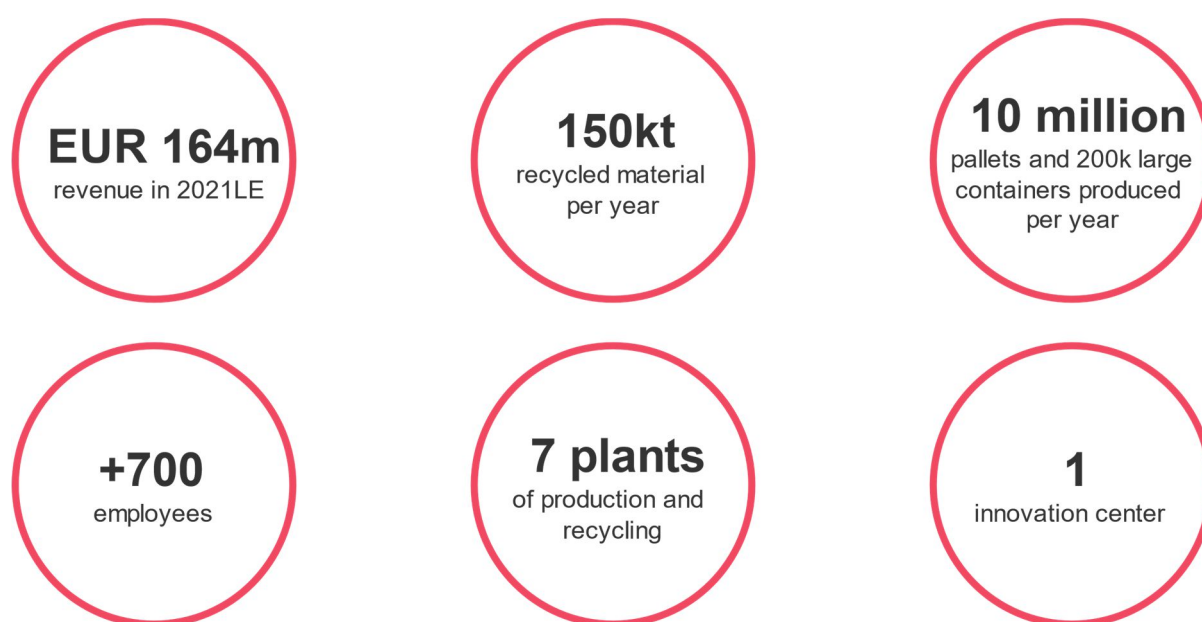 EUR 164m
revenue in 2021LE
150kt
recycled material
per year
10 million
pallets and 200k large
containers produced
per year
+700
employees
7 plants
of production and
recycling
1
innovation center